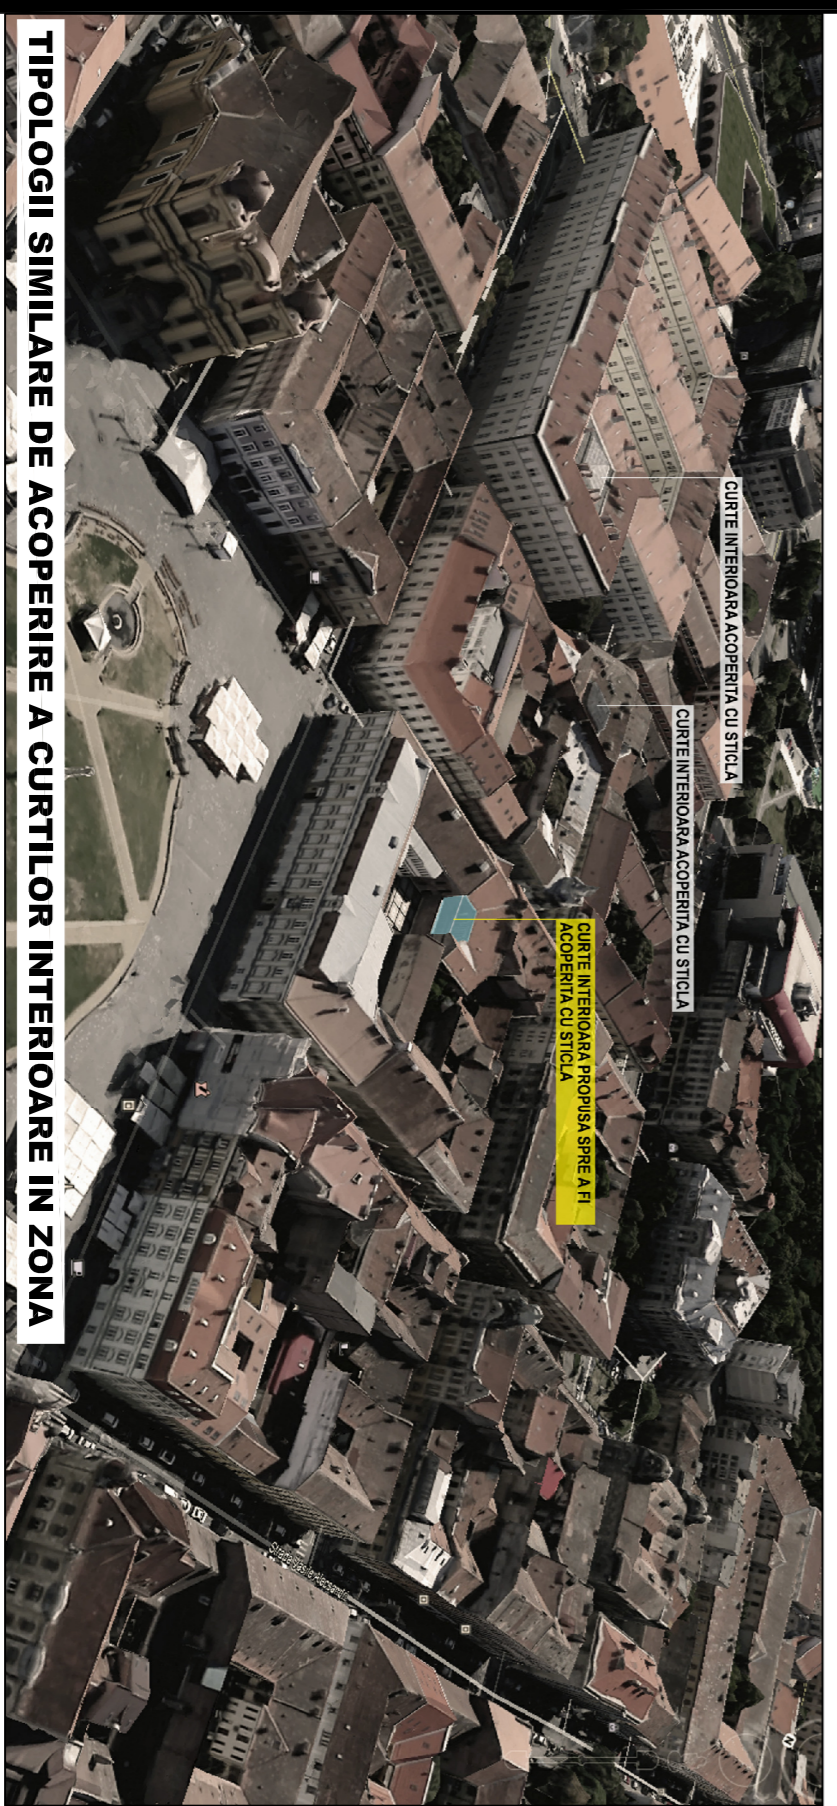 CURTE INTERIOARA ACOPERITA CU STICLA
CURTE INTERIOARA ACOPERITA CU STICLA
CURTE INTERIOARA PROPUSA SPRE A FI
ACOPERITA CU STICLA
TIPOLOGII SIMILARE DE ACOPERIRE A CURTILOR INTERIOARE IN ZONA
N